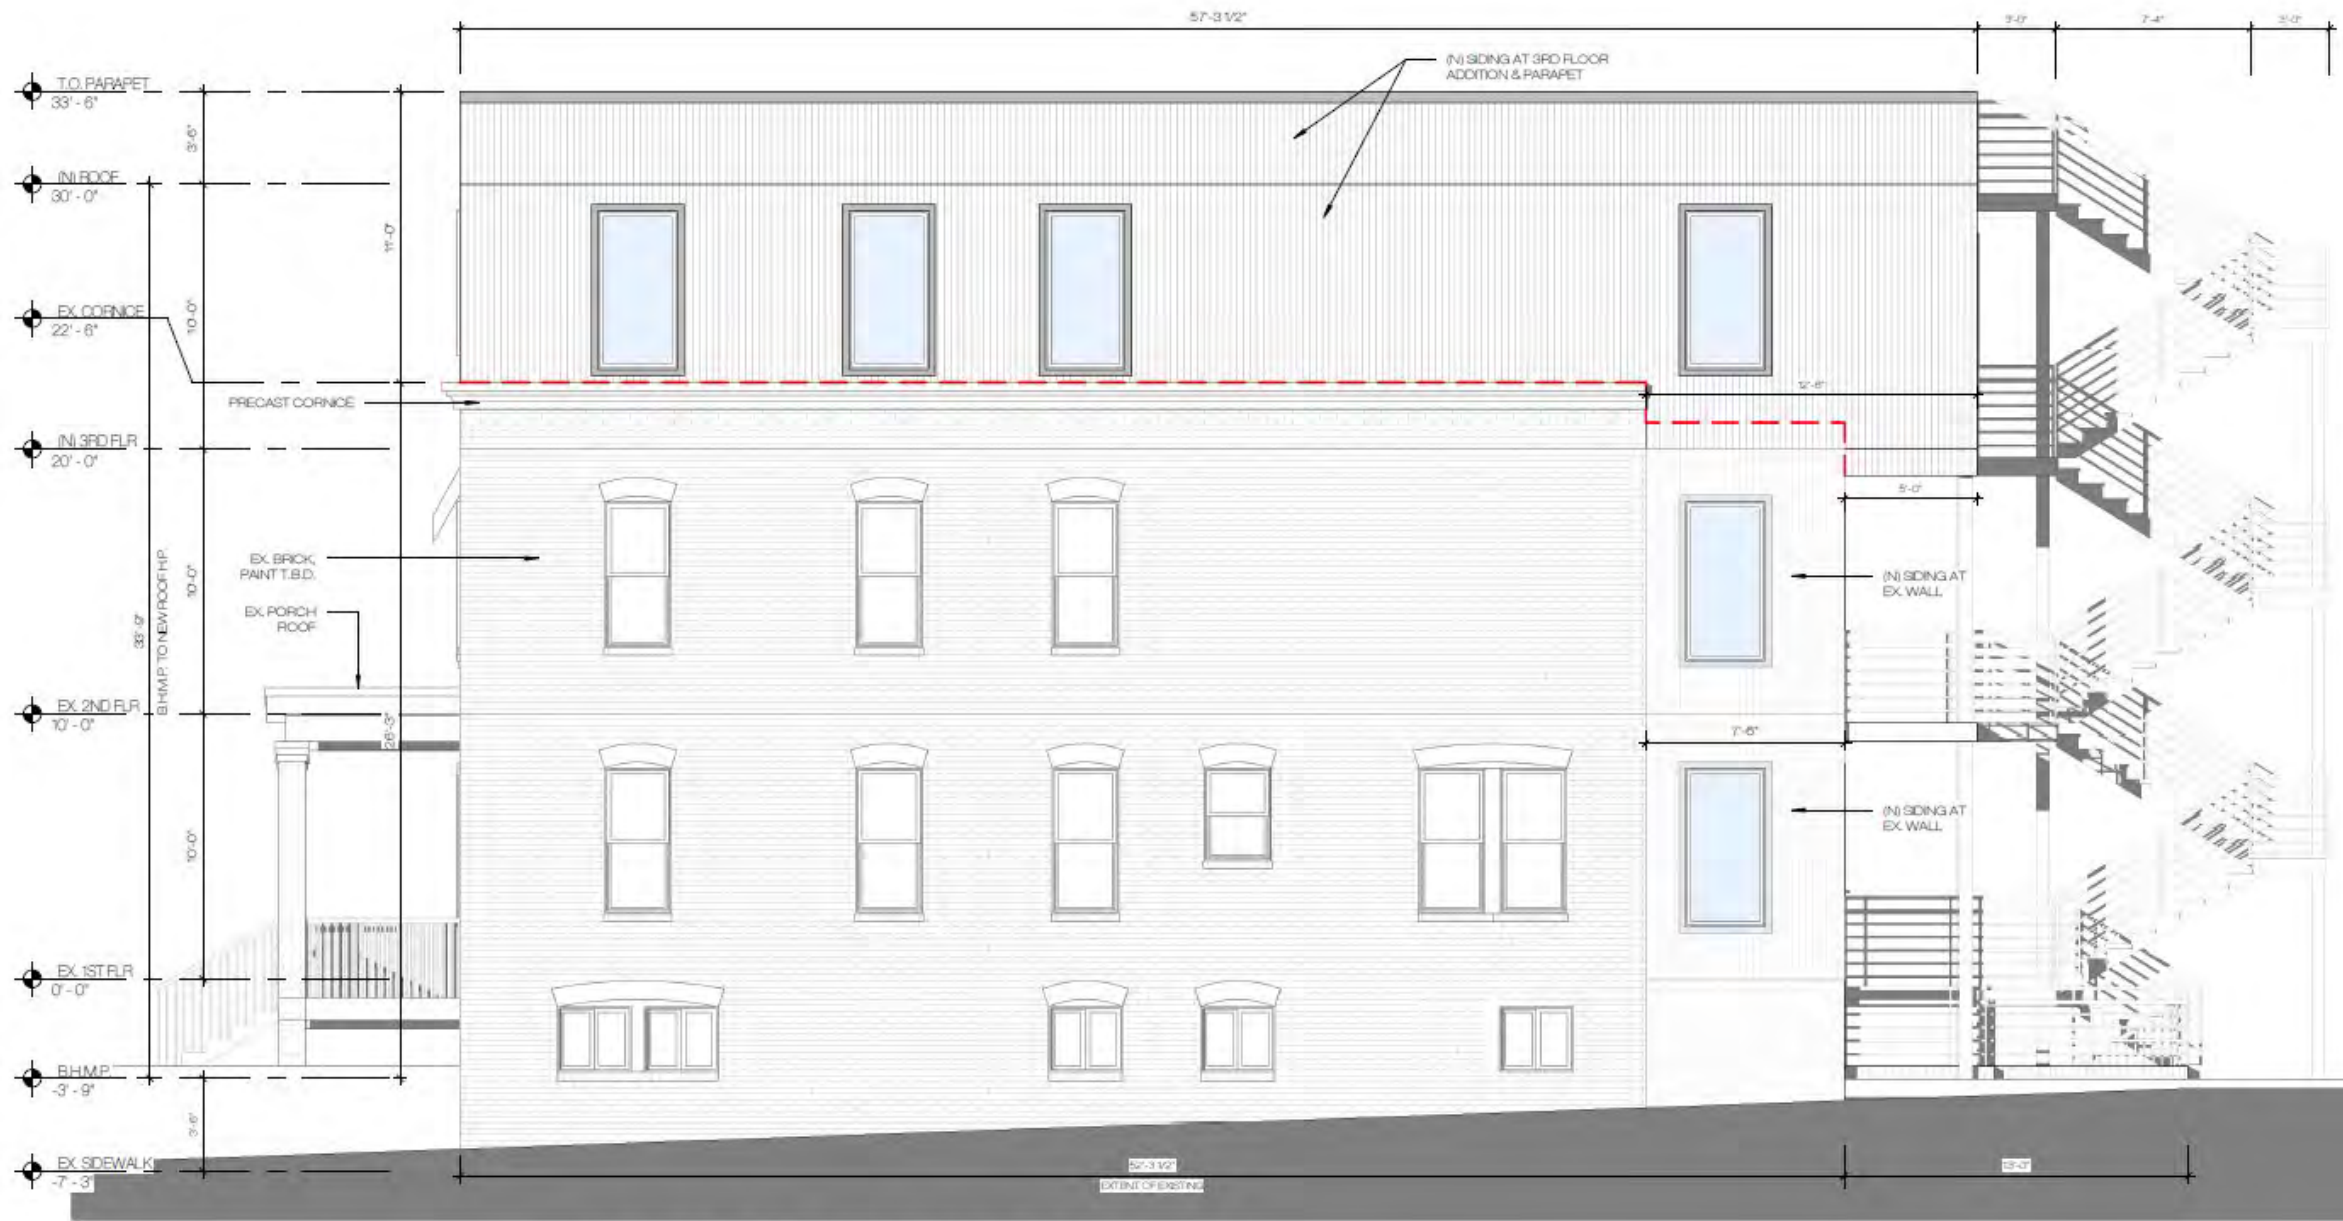 57'-3 1/2"
3'-0"
7'-4"
3'-0"
(N) SIDING AT 3RD FLOOR
ADDITION & PARAPET
T.O. PARAPET
33' - 6"
3'-6"
(N) ROOF
30' - 0"
11'-0"
EX. CORNICE
22' - 6"
10'-0"
12'-6"
PRECAST CORNICE
(N) 3RD FLR
20' - 0"
5'-0"
EX. BRICK,
PAINT T.B.D.
10'-0"
(N) SIDING AT
EX. WALL
EX. PORCH
ROOF
33'-9"
B.H.M.P. TO NEW ROOF H.P.
EX. 2ND FLR
10' - 0"
26'-3"
7'-6"
10'-0"
(N) SIDING AT
EX. WALL
EX. 1ST FLR
0' - 0"
B.H.M.P.
-3' - 9"
3'-6"
EX. SIDEWALK
-7' - 3"
52'-3 1/2"
EXTENT OF EXISTING
13'-0"